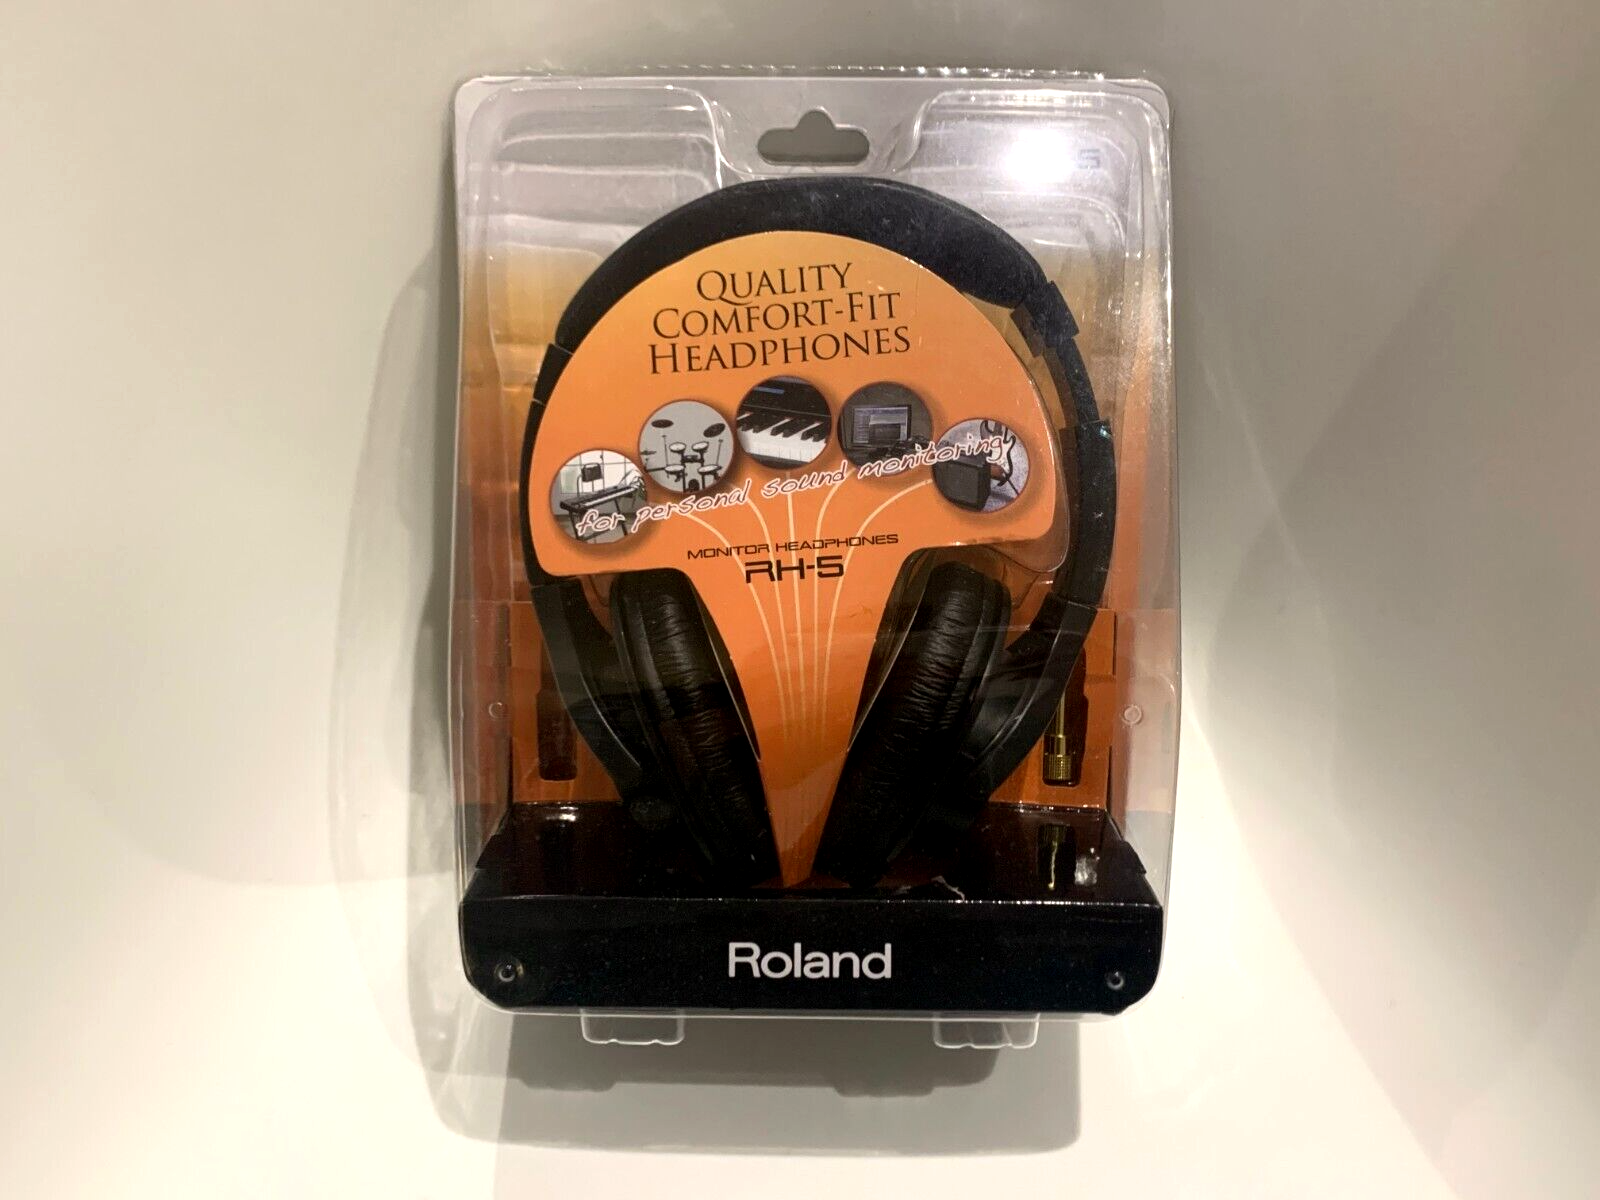 QUALITY
COMFORT-FIT
HEADPHONES
for personal sound monitoring
MONITOR HEADPHONES
RH-5
Roland